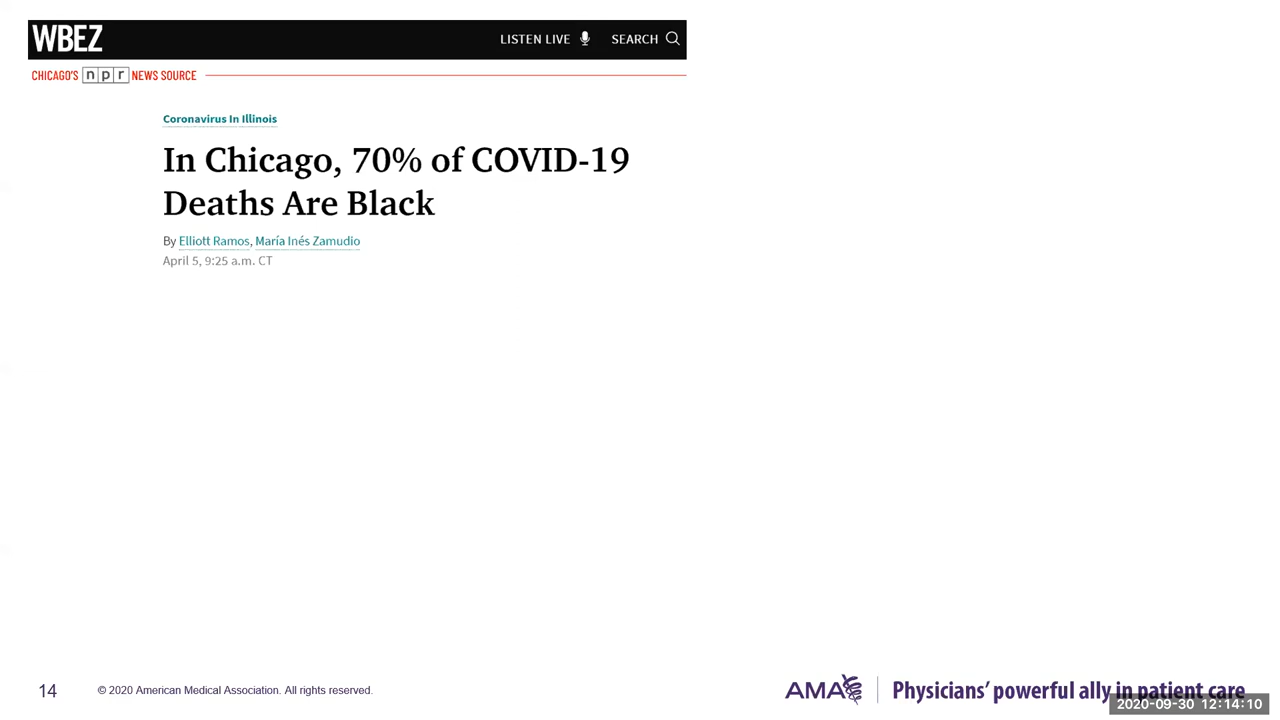 WBEZ
LISTEN LIVE SEARCH
CHICAGO'S npr NEWS SOURCE
Coronavirus In Illinois
In Chicago, 70% of COVID-19
Deaths Are Black
By Elliott Ramos, María Inés Zamudio
April 5, 9:25 a.m. CT
14
© 2020 American Medical Association. All rights reserved.
AMA
Physicians' powerful ally in patient care
2020-09-30 12:14:10